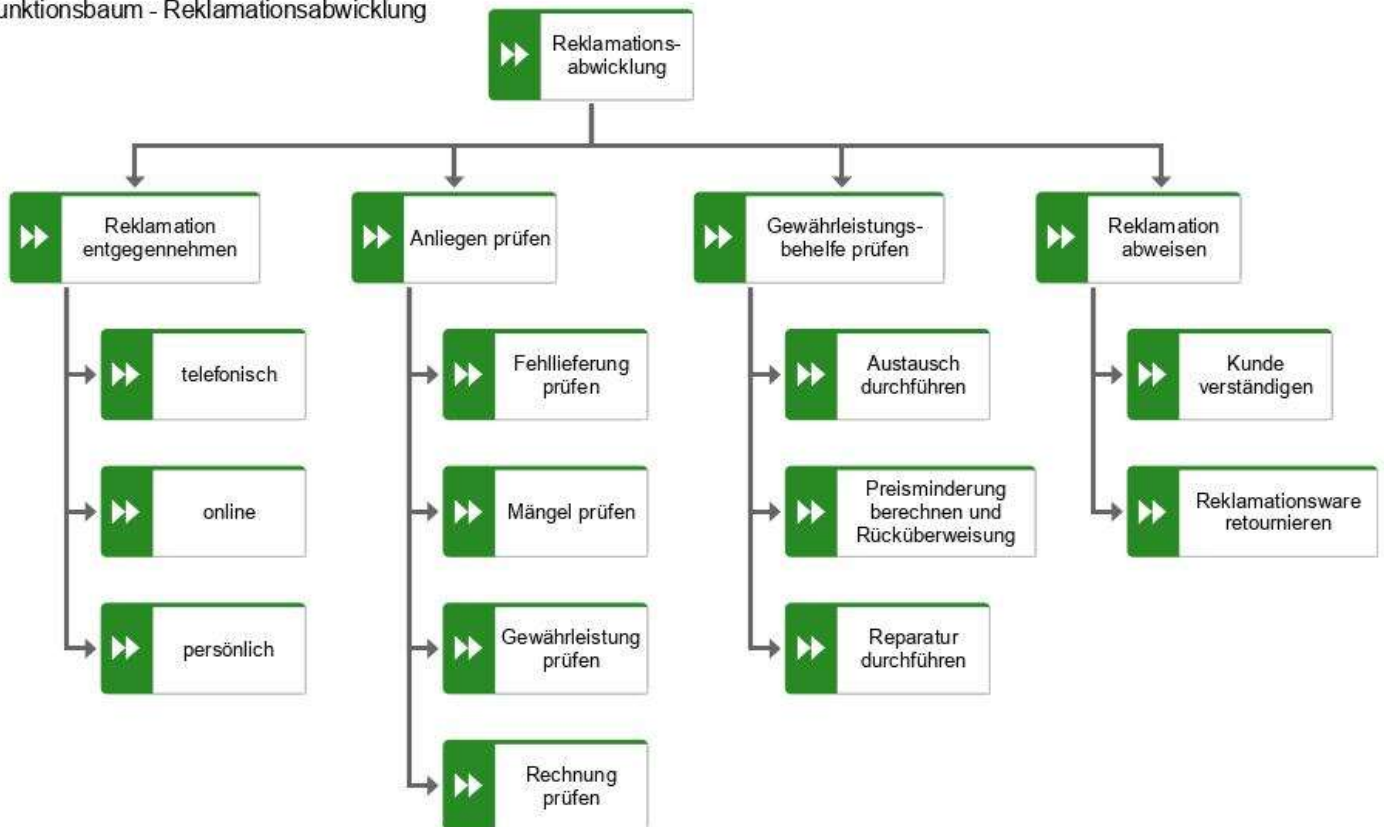 unktionsbaum - Reklamationsabwicklung
Reklamations-
abwicklung
Reklamation
entgegennehmen
Anliegen prüfen
Gewährleistungs-
behelfe prüfen
Reklamation
abweisen
telefonisch
online
persönlich
Fehllieferung
prüfen
Mängel prüfen
Gewährleistung
prüfen
Rechnung
prüfen
Austausch
durchführen
Preisminderung
berechnen und
Rücküberweisung
Reparatur
durchführen
Kunde
verständigen
Reklamationsware
retournieren